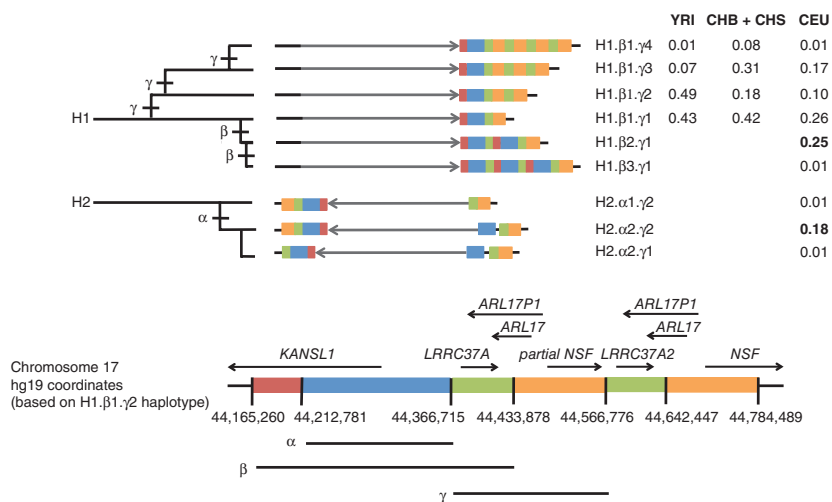 YRI CHB + CHS CEU
γ H1.β1.γ4 0.01 0.08 0.01
γ H1.β1.γ3 0.07 0.31 0.17
γ H1.β1.γ2 0.49 0.18 0.10
H1 H1.β1.γ1 0.43 0.42 0.26
β H1.β2.γ1 0.25
β H1.β3.γ1 0.01
H2 H2.α1.γ2 0.01
α H2.α2.γ2 0.18
H2.α2.γ1 0.01
ARL17P1 ARL17P1
ARL17 ARL17
KANSL1 LRRC37A partial NSF LRRC37A2 NSF
Chromosome 17
hg19 coordinates
(based on H1.β1.γ2 haplotype)
44,165,260 44,212,781 44,366,715 44,433,878 44,566,776 44,642,447 44,784,489
α
β
γ